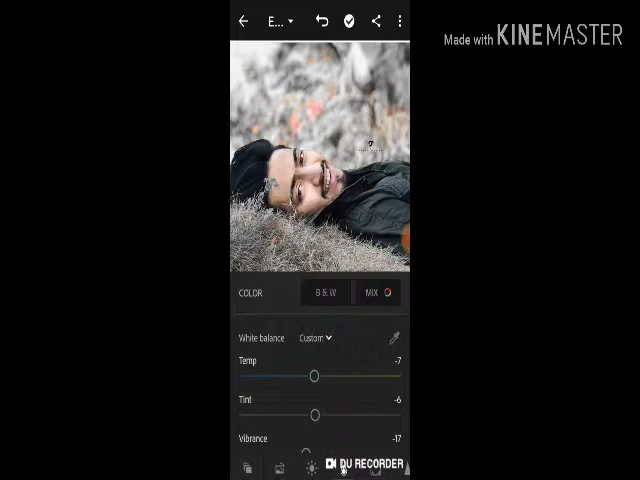 E...
Made with KINEMASTER
COLOR
B & W
MIX
White balance
Custom
Temp
-7
Tint
-6
Vibrance
-17
DU RECORDER